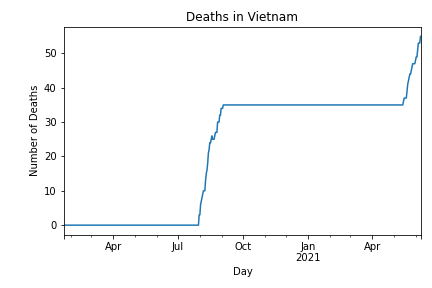 Deaths in Vietnam
Number of Deaths
50
40
30
20
10
0
Apr
Jul
Oct
Jan
2021
Apr
Day